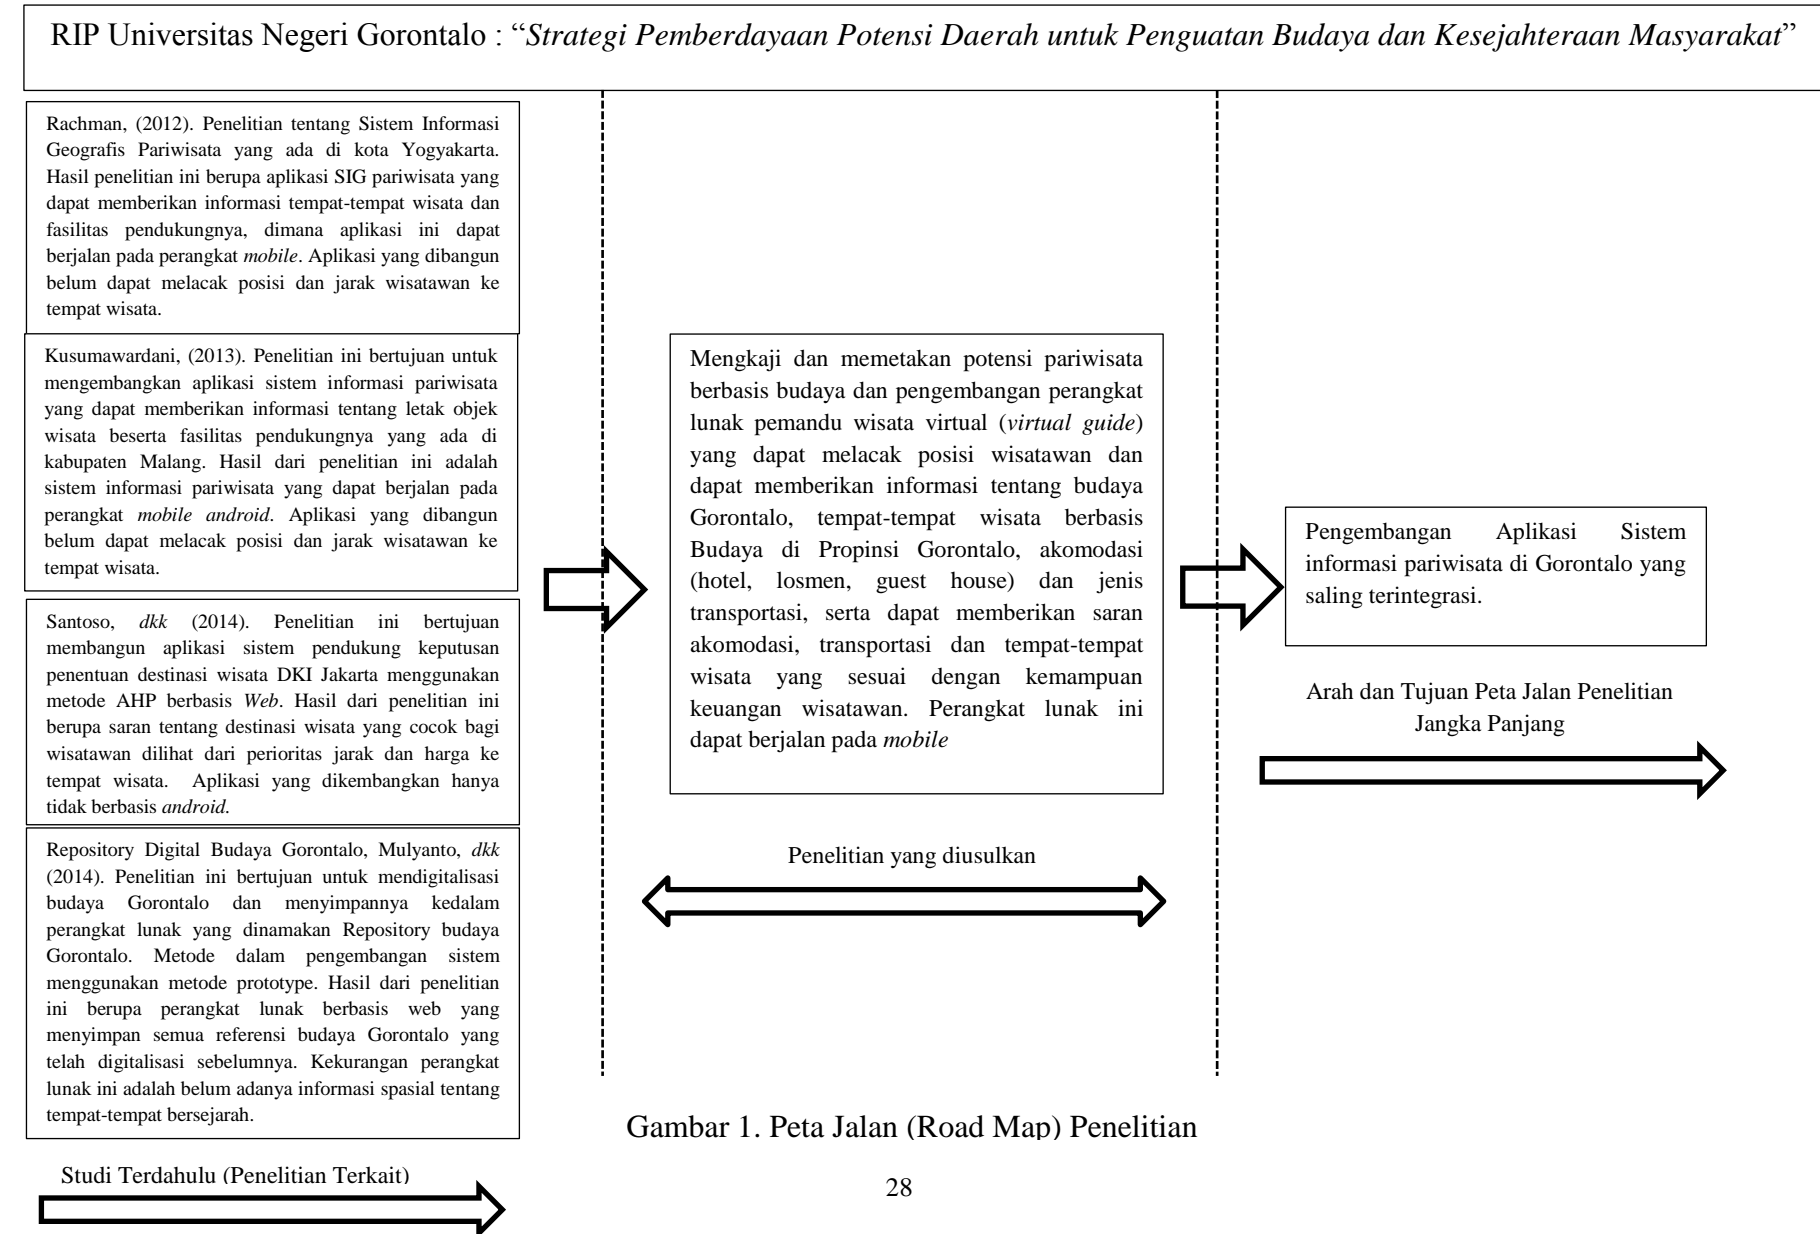 RIP Universitas Negeri Gorontalo : “Strategi Pemberdayaan Potensi Daerah untuk Penguatan Budaya dan Kesejahteraan Masyarakat”
Rachman, (2012). Penelitian tentang Sistem Informasi
Geografis Pariwisata yang ada di kota Yogyakarta.
Hasil penelitian ini berupa aplikasi SIG pariwisata yang
dapat memberikan informasi tempat-tempat wisata dan
fasilitas pendukungnya, dimana aplikasi ini dapat
berjalan pada perangkat mobile. Aplikasi yang dibangun
belum dapat melacak posisi dan jarak wisatawan ke
tempat wisata.
Kusumawardani, (2013). Penelitian ini bertujuan untuk
mengembangkan aplikasi sistem informasi pariwisata
yang dapat memberikan informasi tentang letak objek
wisata beserta fasilitas pendukungnya yang ada di
kabupaten Malang. Hasil dari penelitian ini adalah
sistem informasi pariwisata yang dapat berjalan pada
perangkat mobile android. Aplikasi yang dibangun
belum dapat melacak posisi dan jarak wisatawan ke
tempat wisata.
Santoso, dkk (2014). Penelitian ini bertujuan
membangun aplikasi sistem pendukung keputusan
penentuan destinasi wisata DKI Jakarta menggunakan
metode AHP berbasis Web. Hasil dari penelitian ini
berupa saran tentang destinasi wisata yang cocok bagi
wisatawan dilihat dari perioritas jarak dan harga ke
tempat wisata.  Aplikasi yang dikembangkan hanya
tidak berbasis android.
Repository Digital Budaya Gorontalo, Mulyanto, dkk
(2014). Penelitian ini bertujuan untuk mendigitalisasi
budaya Gorontalo dan menyimpannya kedalam
perangkat lunak yang dinamakan Repository budaya
Gorontalo. Metode dalam pengembangan sistem
menggunakan metode prototype. Hasil dari penelitian
ini berupa perangkat lunak berbasis web yang
menyimpan semua referensi budaya Gorontalo yang
telah digitalisasi sebelumnya. Kekurangan perangkat
lunak ini adalah belum adanya informasi spasial tentang
tempat-tempat bersejarah.
Studi Terdahulu (Penelitian Terkait)
Mengkaji dan memetakan potensi pariwisata
berbasis budaya dan pengembangan perangkat
lunak pemandu wisata virtual (virtual guide)
yang dapat melacak posisi wisatawan dan
dapat memberikan informasi tentang budaya
Gorontalo, tempat-tempat wisata berbasis
Budaya di Propinsi Gorontalo, akomodasi
(hotel, losmen, guest house) dan jenis
transportasi, serta dapat memberikan saran
akomodasi, transportasi dan tempat-tempat
wisata yang sesuai dengan kemampuan
keuangan wisatawan. Perangkat lunak ini
dapat berjalan pada mobile
Penelitian yang diusulkan
Pengembangan Aplikasi Sistem
informasi pariwisata di Gorontalo yang
saling terintegrasi.
Arah dan Tujuan Peta Jalan Penelitian
Jangka Panjang
Gambar 1. Peta Jalan (Road Map) Penelitian
28